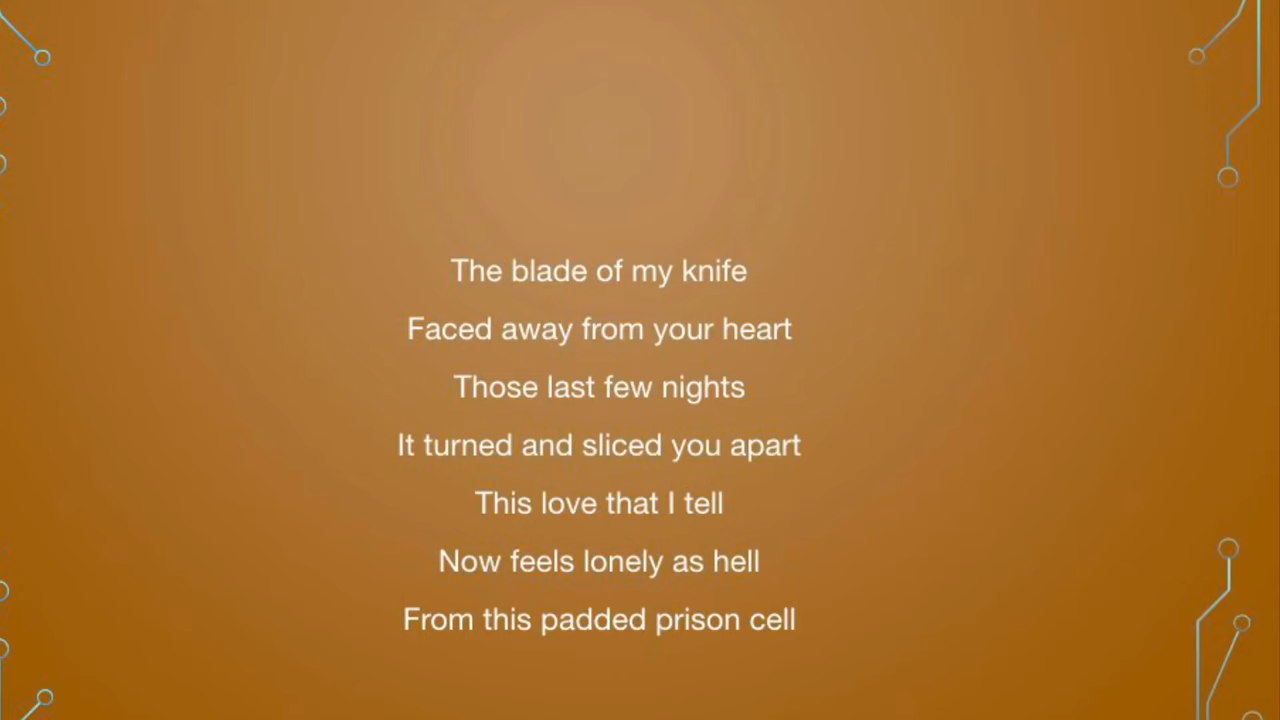 The blade of my knife
Faced away from your heart
Those last few nights
It turned and sliced you apart
This love that I tell
Now feels lonely as hell
From this padded prison cell